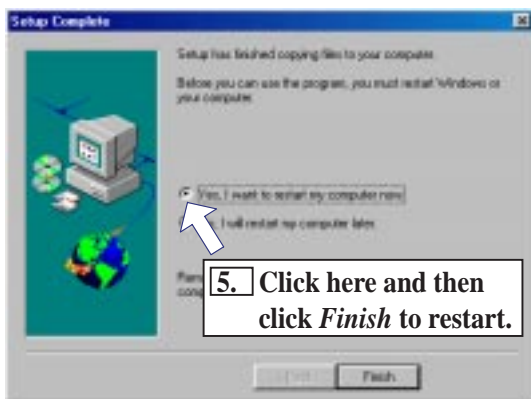 Setup Complete
Setup has finished copying files to your computer.
Before you can use the program, you must restart Windows or
your computer.
Yes, I want to restart my computer now.
I will restart my computer later.
5. Click here and then
click Finish to restart.
Finish